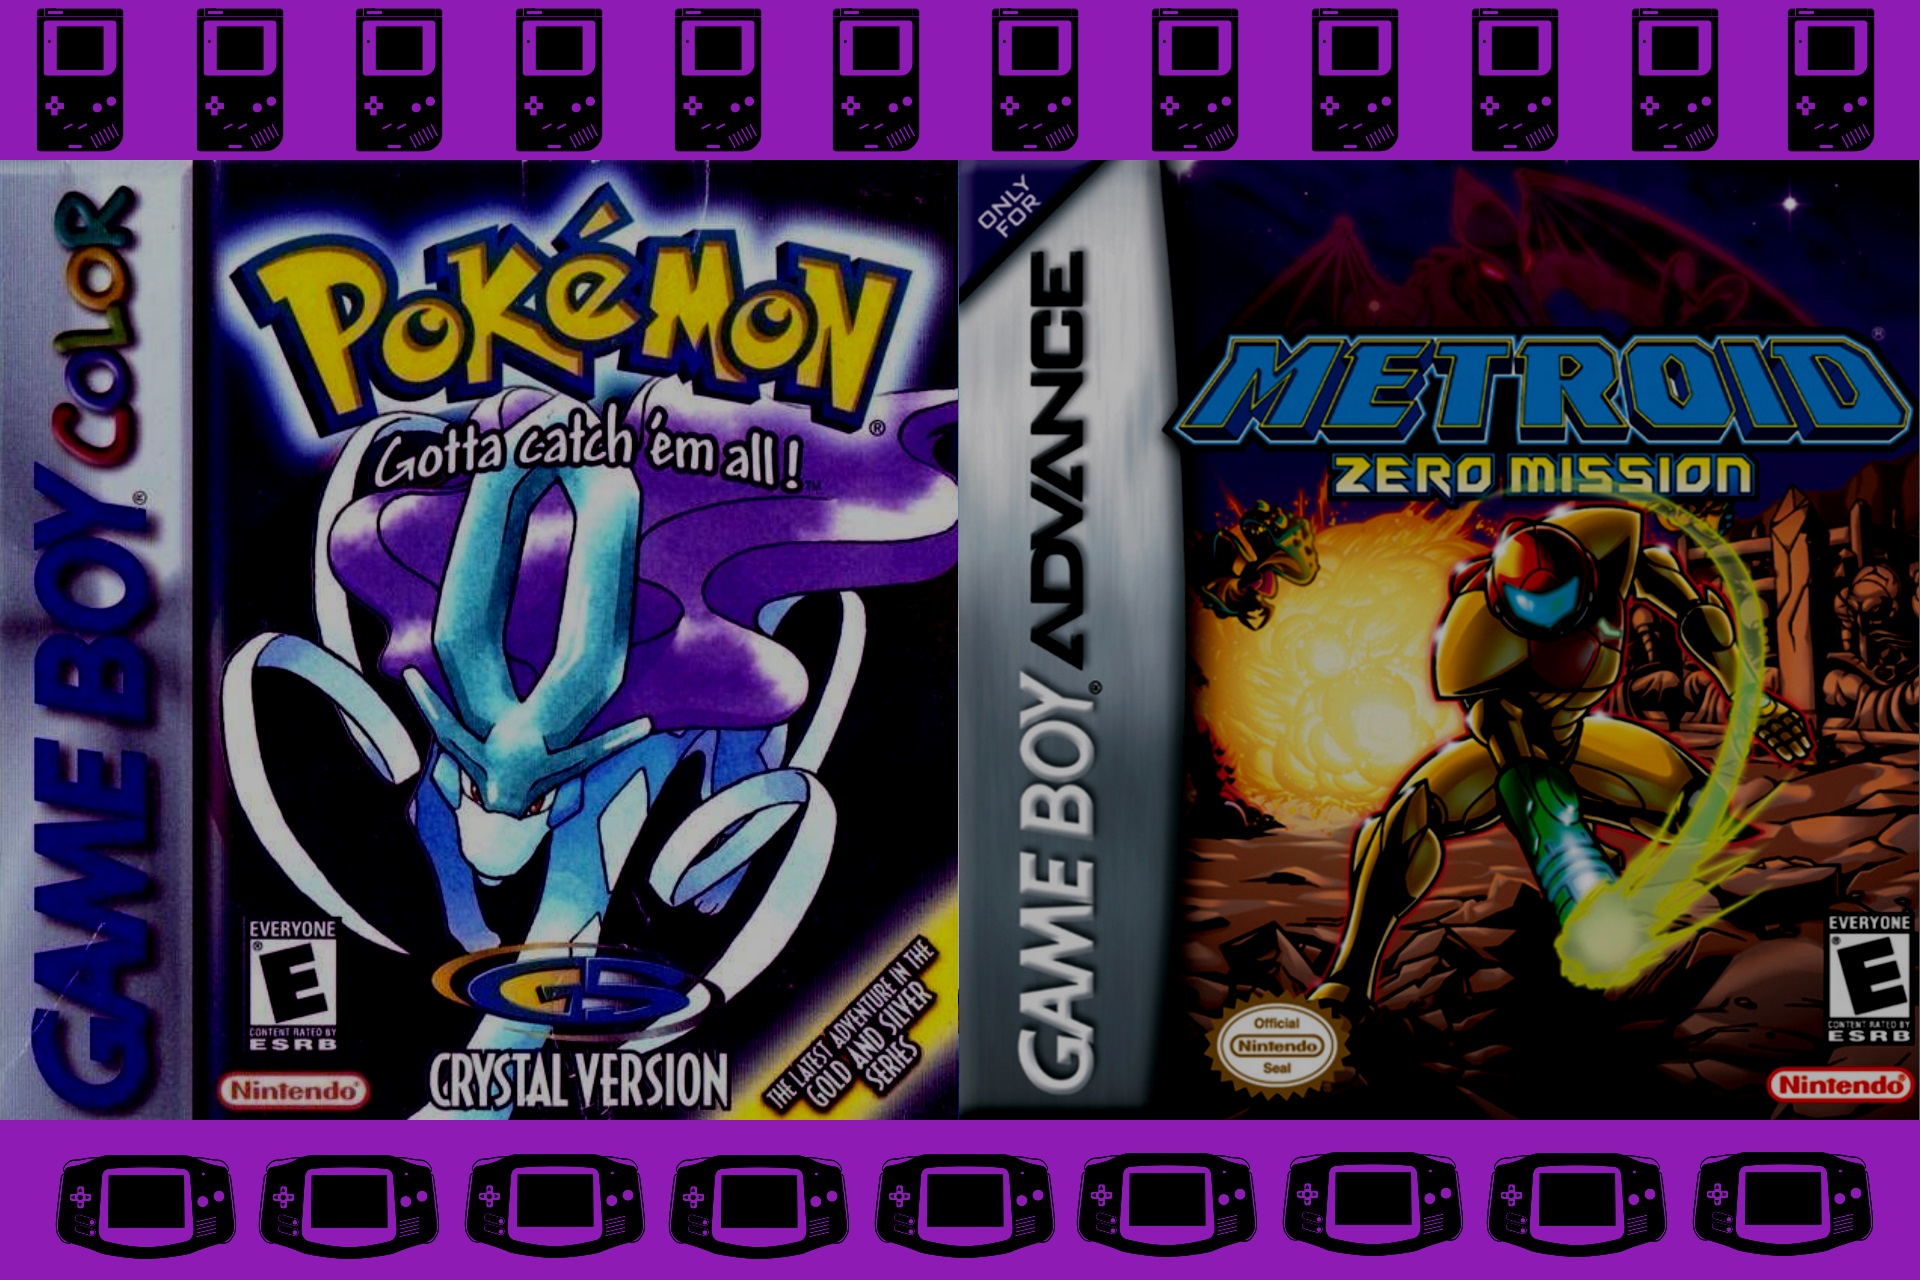 GAME BOY COLOR
®
POKéMON
®
Gotta catch 'em all!
TM
EVERYONE
®
E
CONTENT RATED BY
ESRB
Nintendo®
GS
CRYSTAL VERSION
THE LATEST ADVENTURE IN THE
GOLD AND SILVER
SERIES
ONLY
FOR
GAME BOY ADVANCE
®
METROID
®
ZERO MISSION
Official
Nintendo
Seal
EVERYONE
®
E
CONTENT RATED BY
ESRB
Nintendo®